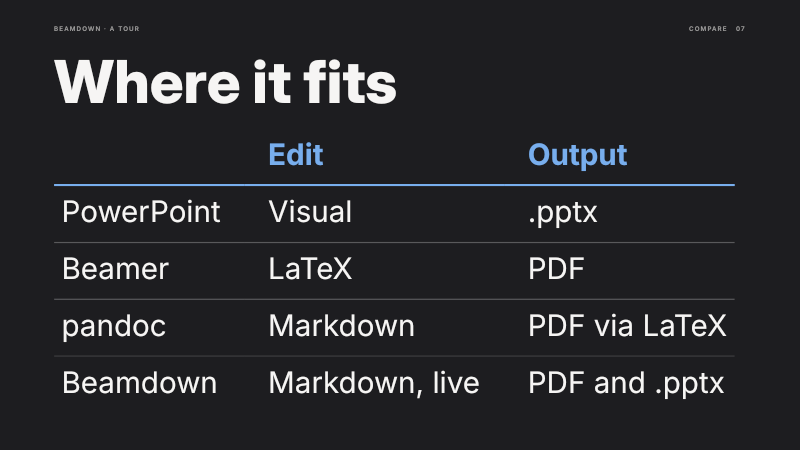 BEAMDOWN · A TOUR COMPARE 07
Where it fits
Edit Output
PowerPoint Visual .pptx
Beamer LaTeX PDF
pandoc Markdown PDF via LaTeX
Beamdown Markdown, live PDF and .pptx